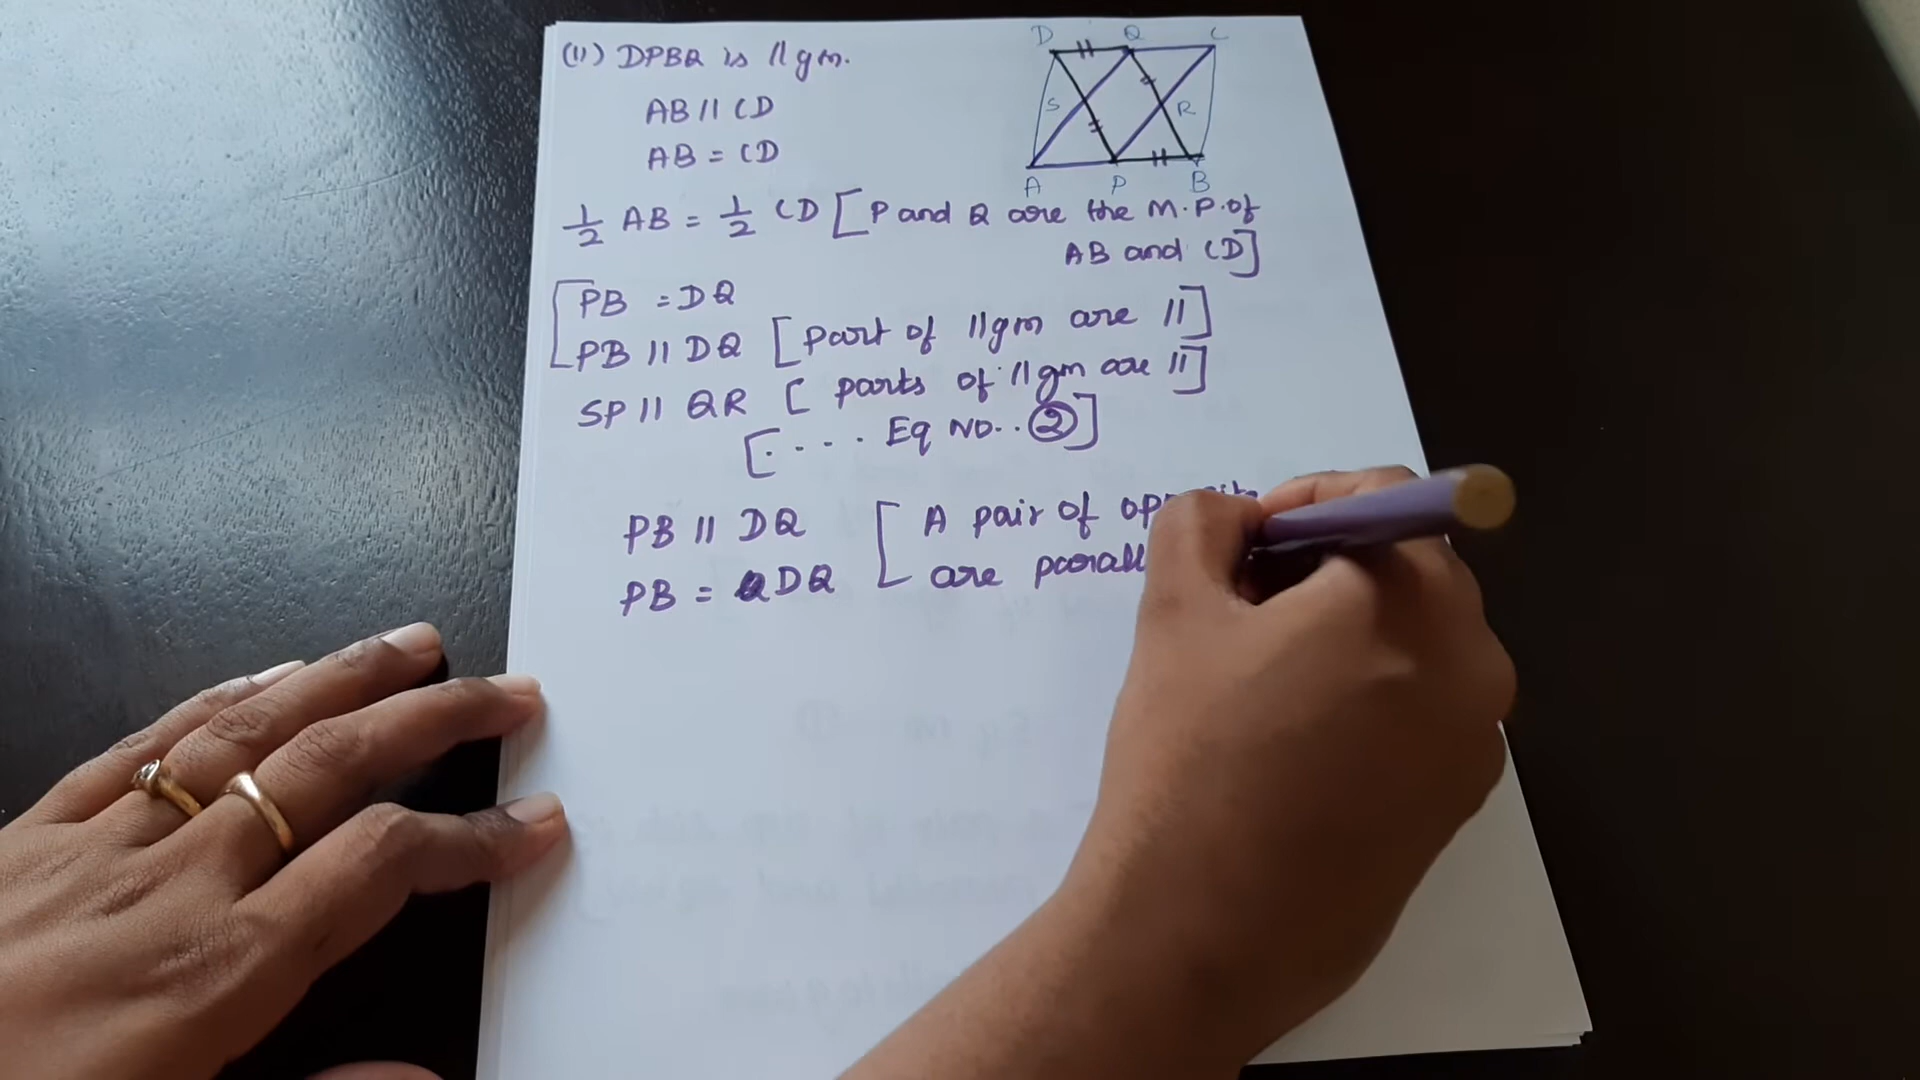 (ii) DPBQ is ||gm.
AB || CD
AB = CD
1/2 AB = 1/2 CD [P and Q are the M.P. of
AB and CD]
PB = DQ
PB || DQ [part of ||gm are ||]
SP || QR [parts of ||gm are ||]
[.... Eq No.. ②]
PB || DQ [A pair of
PB = DQ are
D Q C
S R
A P B